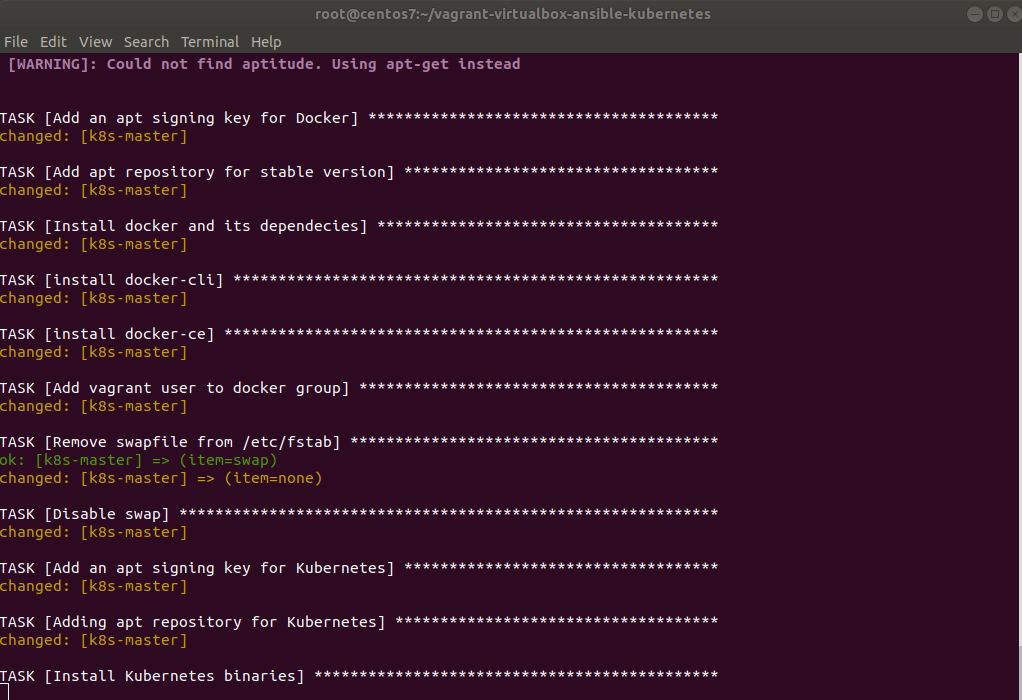 root@centos7:~/vagrant-virtualbox-ansible-kubernetes
File Edit View Search Terminal Help
[WARNING]: Could not find aptitude. Using apt-get instead
TASK [Add an apt signing key for Docker] ***************************************
changed: [k8s-master]
TASK [Add apt repository for stable version] ***********************************
changed: [k8s-master]
TASK [Install docker and its dependecies] **************************************
changed: [k8s-master]
TASK [install docker-cli] ******************************************************
changed: [k8s-master]
TASK [install docker-ce] *******************************************************
changed: [k8s-master]
TASK [Add vagrant user to docker group] ****************************************
changed: [k8s-master]
TASK [Remove swapfile from /etc/fstab] *****************************************
ok: [k8s-master] => (item=swap)
changed: [k8s-master] => (item=none)
TASK [Disable swap] ************************************************************
changed: [k8s-master]
TASK [Add an apt signing key for Kubernetes] ***********************************
changed: [k8s-master]
TASK [Adding apt repository for Kubernetes] ************************************
changed: [k8s-master]
TASK [Install Kubernetes binaries] *********************************************